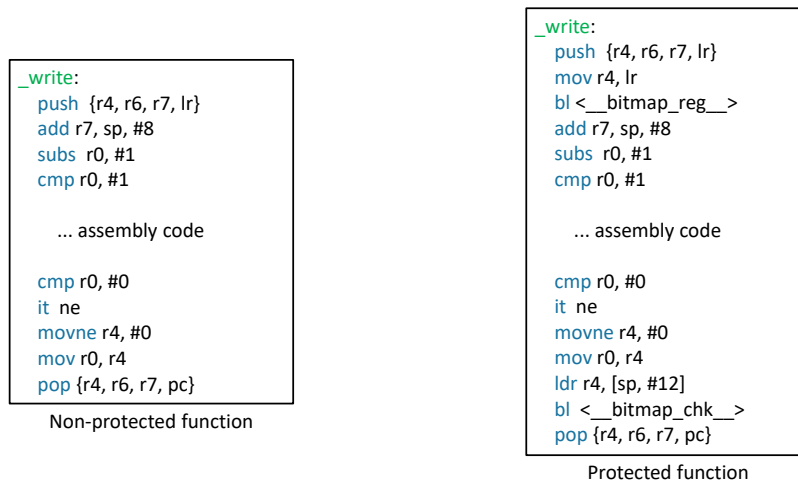 _write:
push {r4, r6, r7, lr}
add r7, sp, #8
subs r0, #1
cmp r0, #1
... assembly code
cmp r0, #0
it ne
movne r4, #0
mov r0, r4
pop {r4, r6, r7, pc}
Non-protected function
_write:
push {r4, r6, r7, lr}
mov r4, lr
bl <__bitmap_reg__>
add r7, sp, #8
subs r0, #1
cmp r0, #1
... assembly code
cmp r0, #0
it ne
movne r4, #0
mov r0, r4
ldr r4, [sp, #12]
bl <__bitmap_chk__>
pop {r4, r6, r7, pc}
Protected function